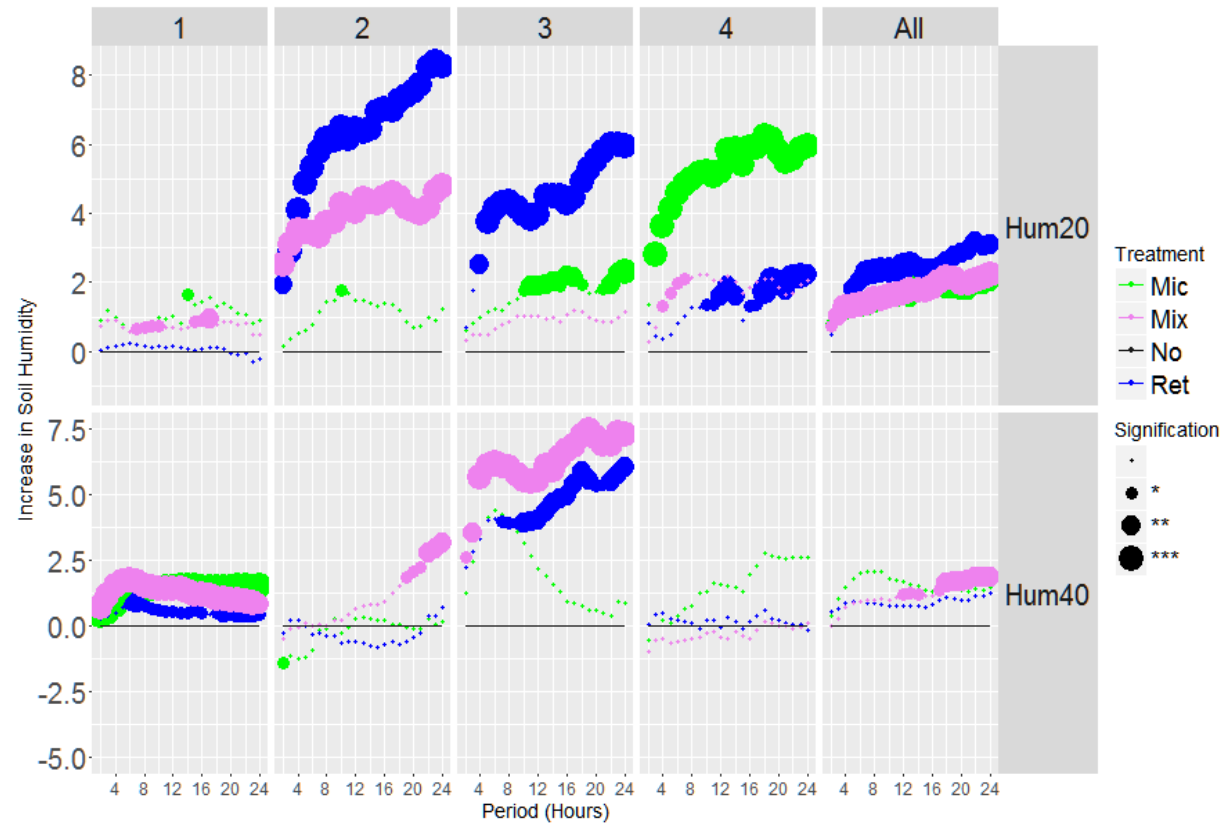 1 2 3 4 All
8
6
4
2
0
Hum20
7.5
5.0
2.5
0.0
-2.5
-5.0
Hum40
4 8 12 16 20 24 4 8 12 16 20 24 4 8 12 16 20 24 4 8 12 16 20 24 4 8 12 16 20 24
Period (Hours)
Increase in Soil Humidity
Treatment
Mic
Mix
No
Ret
Signification
.
*
**
***